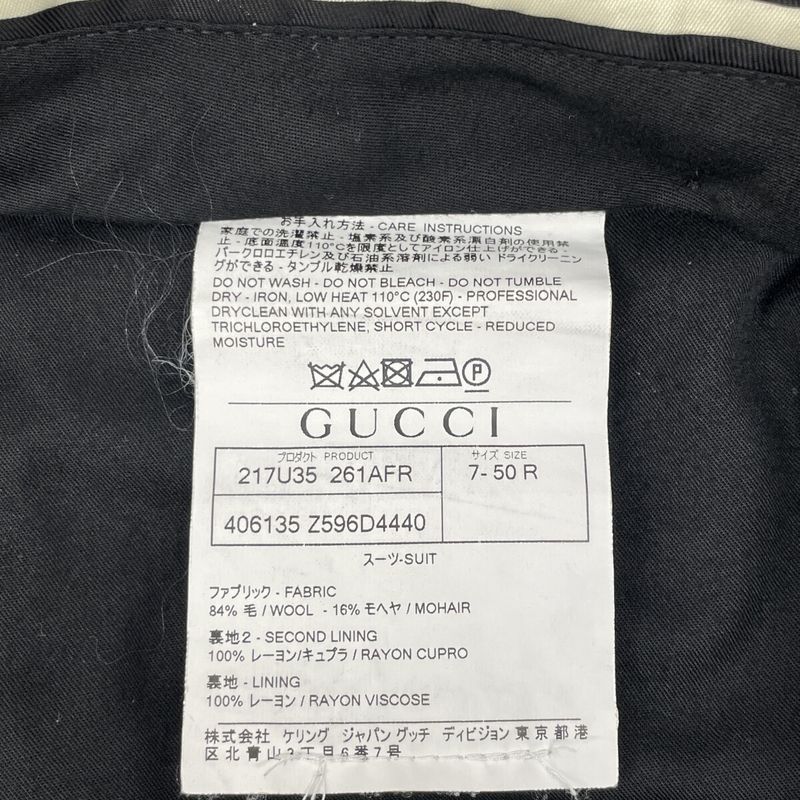 お手入れ方法 - CARE INSTRUCTIONS
家庭での洗濯禁止 - 塩素系及び酸素系漂白剤の使用禁
止 - 底面温度110°Cを限度としてアイロン仕上げができる -
パークロロエチレン及び石油系溶剤による弱い ドライクリーニン
グができる - タンブル乾燥禁止
DO NOT WASH - DO NOT BLEACH - DO NOT TUMBLE
DRY - IRON, LOW HEAT 110°C (230F) - PROFESSIONAL
DRYCLEAN WITH ANY SOLVENT EXCEPT
TRICHLOROETHYLENE, SHORT CYCLE - REDUCED
MOISTURE
P
GUCCI
プロダクト PRODUCT
サイズ SIZE
217U35 261AFR
7- 50 R
406135 Z596D4440
スーツ-SUIT
ファブリック - FABRIC
84% 毛 / WOOL - 16% モヘヤ / MOHAIR
裏地2 - SECOND LINING
100% レーヨン/キュプラ / RAYON CUPRO
裏地 - LINING
100% レーヨン / RAYON VISCOSE
株式会社 ケリング ジャパン グッチ ディビジョン 東京都港
区北青山3丁目6番7号